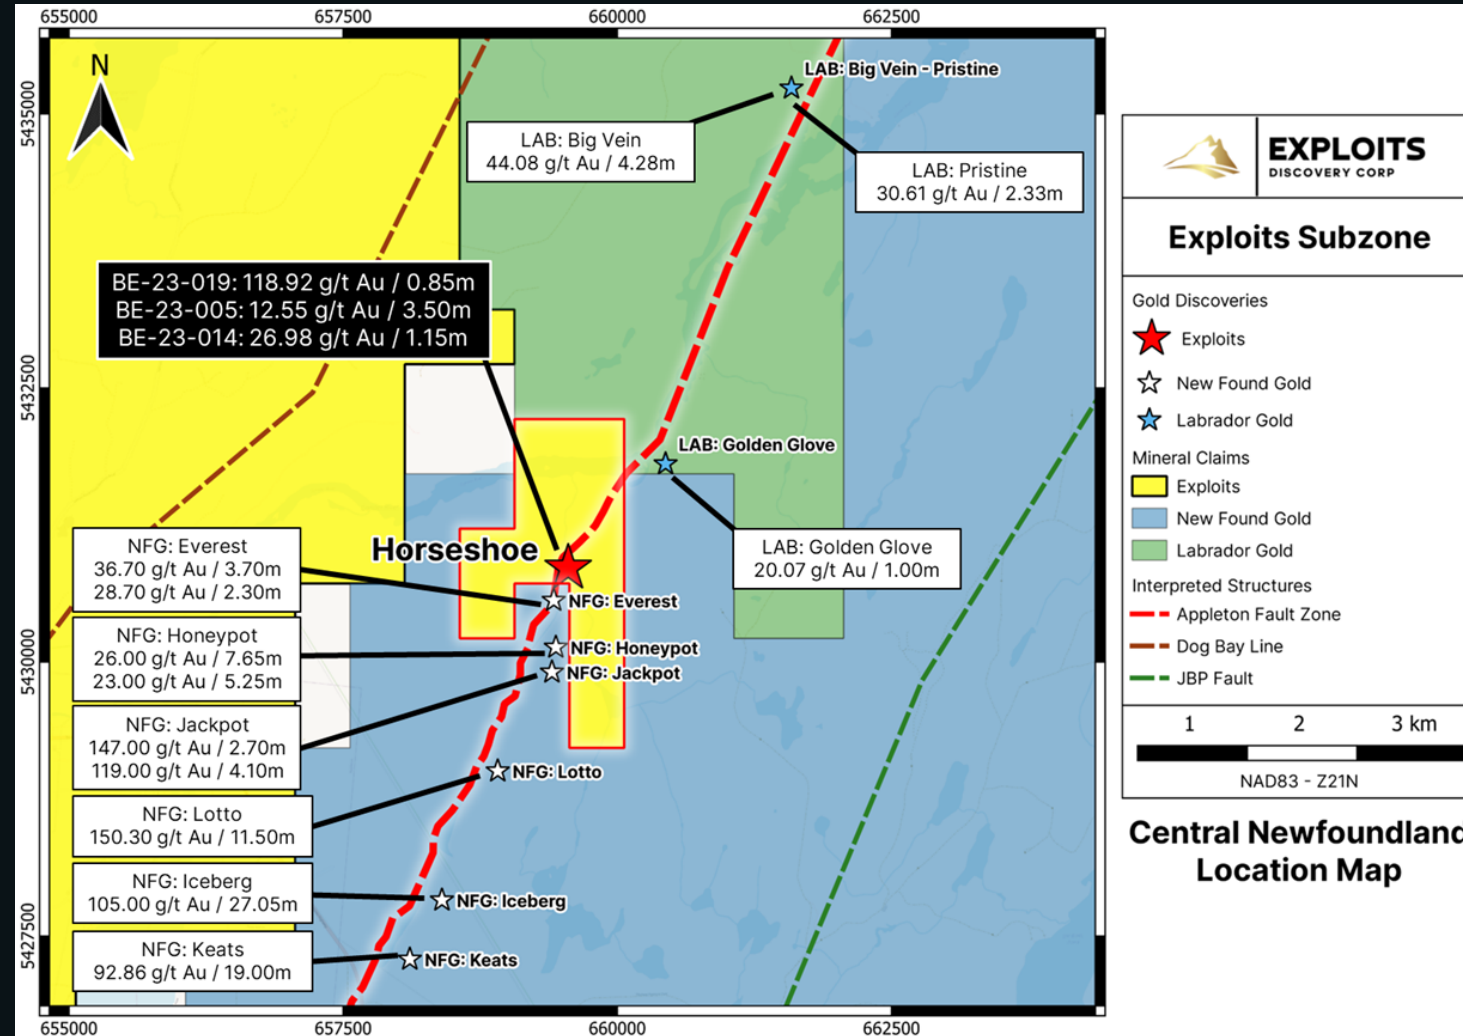 655000
657500
660000
662500
N
5435000
5432500
5430000
5427500
LAB: Big Vein - Pristine
LAB: Big Vein
44.08 g/t Au / 4.28m
LAB: Pristine
30.61 g/t Au / 2.33m
BE-23-019: 118.92 g/t Au / 0.85m
BE-23-005: 12.55 g/t Au / 3.50m
BE-23-014: 26.98 g/t Au / 1.15m
LAB: Golden Glove
LAB: Golden Glove
20.07 g/t Au / 1.00m
Horseshoe
NFG: Everest
36.70 g/t Au / 3.70m
28.70 g/t Au / 2.30m
NFG: Everest
NFG: Honeypot
26.00 g/t Au / 7.65m
23.00 g/t Au / 5.25m
NFG: Honeypot
NFG: Jackpot
NFG: Jackpot
147.00 g/t Au / 2.70m
119.00 g/t Au / 4.10m
NFG: Lotto
NFG: Lotto
150.30 g/t Au / 11.50m
NFG: Iceberg
105.00 g/t Au / 27.05m
NFG: Iceberg
NFG: Keats
92.86 g/t Au / 19.00m
NFG: Keats
655000
657500
660000
662500
EXPLOITS
DISCOVERY CORP
Exploits Subzone
Gold Discoveries
Exploits
New Found Gold
Labrador Gold
Mineral Claims
Exploits
New Found Gold
Labrador Gold
Interpreted Structures
Appleton Fault Zone
Dog Bay Line
JBP Fault
1 2 3 km
NAD83 - Z21N
Central Newfoundland
Location Map